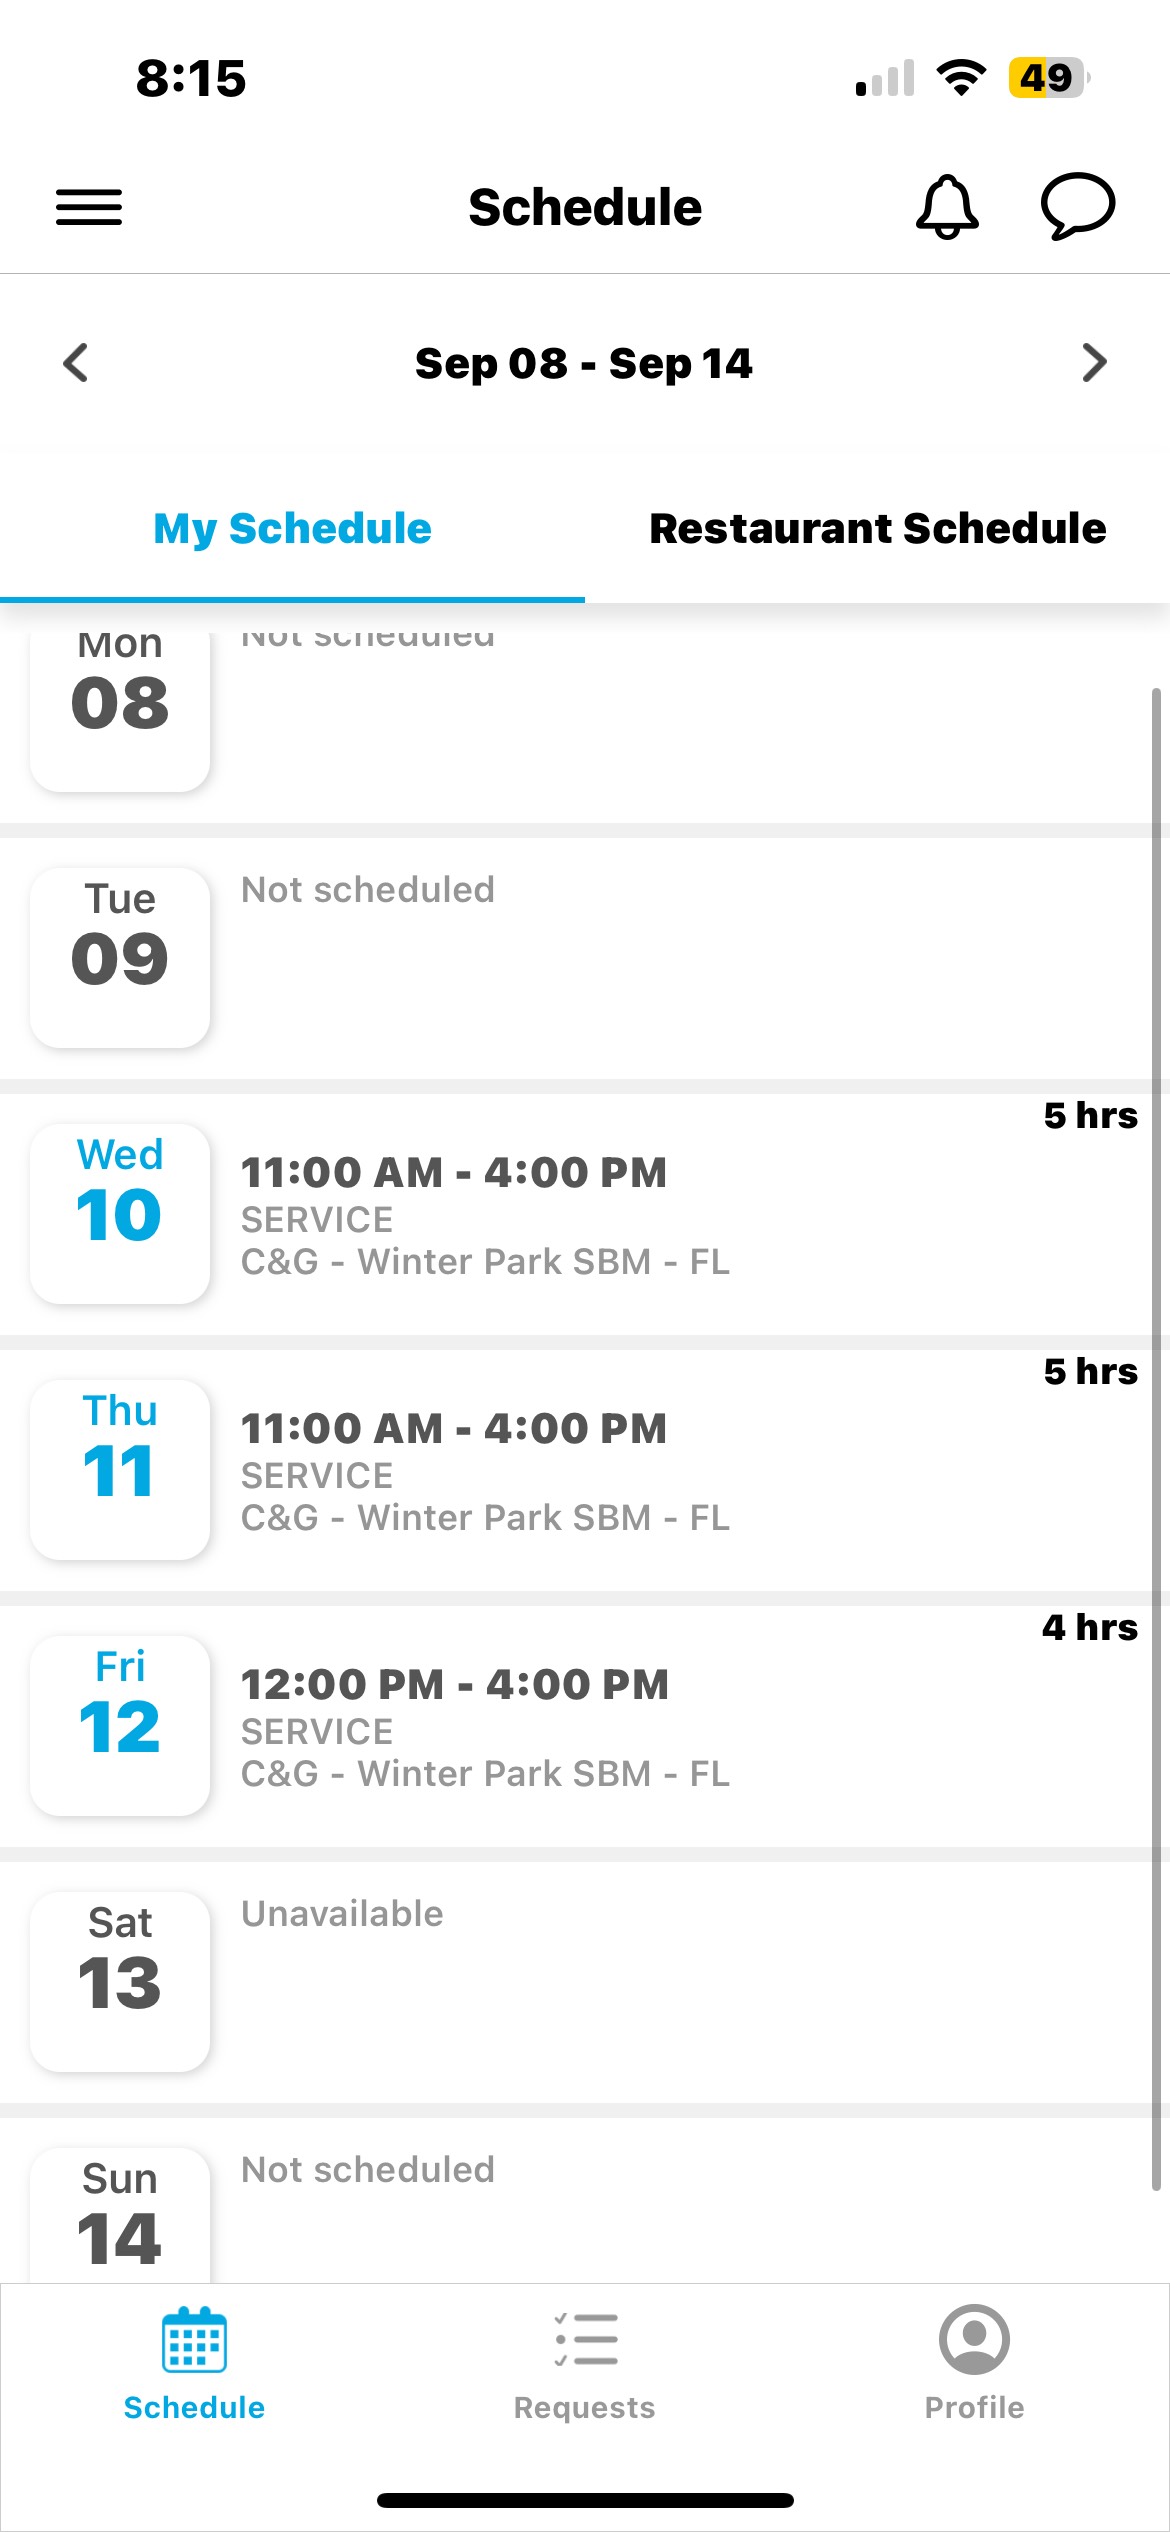 8:15
49
Schedule
Sep 08 - Sep 14
My Schedule
Restaurant Schedule
Mon
08
Not scheduled
Tue
09
Not scheduled
5 hrs
Wed
10
11:00 AM - 4:00 PM
SERVICE
C&G - Winter Park SBM - FL
5 hrs
Thu
11
11:00 AM - 4:00 PM
SERVICE
C&G - Winter Park SBM - FL
4 hrs
Fri
12
12:00 PM - 4:00 PM
SERVICE
C&G - Winter Park SBM - FL
Sat
13
Unavailable
Sun
14
Not scheduled
Schedule
Requests
Profile